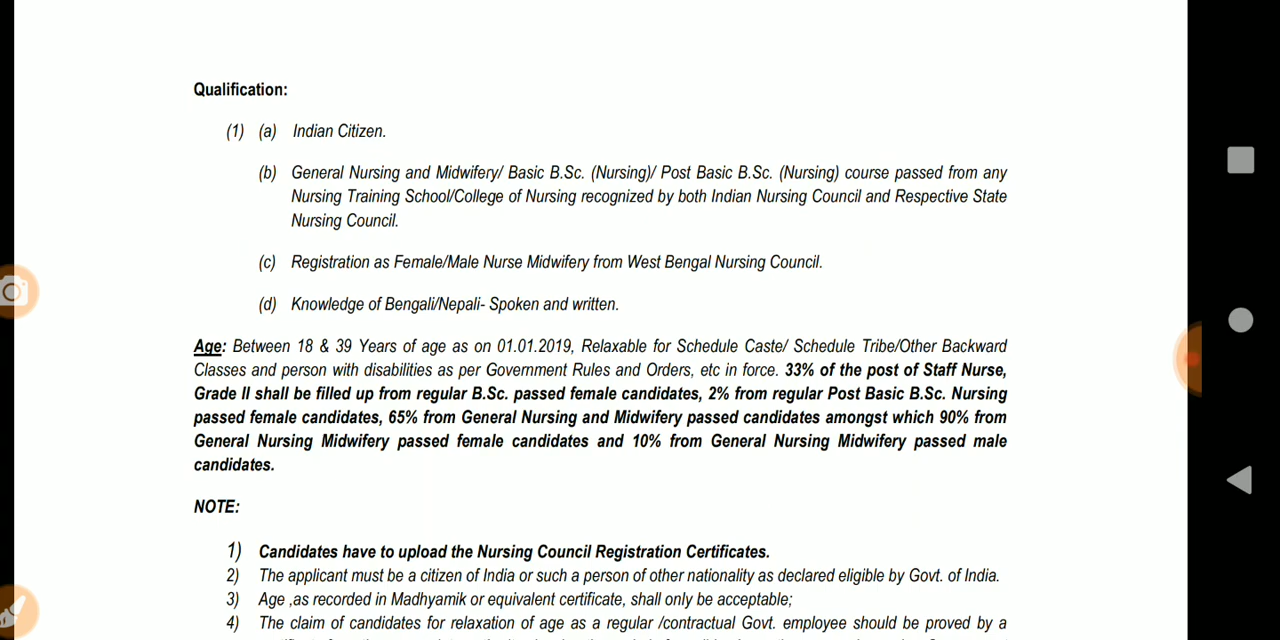 Qualification:
(1) (a) Indian Citizen.
(b) General Nursing and Midwifery/ Basic B.Sc. (Nursing)/ Post Basic B.Sc. (Nursing) course passed from any
Nursing Training School/College of Nursing recognized by both Indian Nursing Council and Respective State
Nursing Council.
(c) Registration as Female/Male Nurse Midwifery from West Bengal Nursing Council.
(d) Knowledge of Bengali/Nepali- Spoken and written.
Age: Between 18 & 39 Years of age as on 01.01.2019, Relaxable for Schedule Caste/ Schedule Tribe/Other Backward
Classes and person with disabilities as per Government Rules and Orders, etc in force. 33% of the post of Staff Nurse,
Grade II shall be filled up from regular B.Sc. passed female candidates, 2% from regular Post Basic B.Sc. Nursing
passed female candidates, 65% from General Nursing and Midwifery passed candidates amongst which 90% from
General Nursing Midwifery passed female candidates and 10% from General Nursing Midwifery passed male
candidates.
NOTE:
1) Candidates have to upload the Nursing Council Registration Certificates.
2) The applicant must be a citizen of India or such a person of other nationality as declared eligible by Govt. of India.
3) Age ,as recorded in Madhyamik or equivalent certificate, shall only be acceptable;
4) The claim of candidates for relaxation of age as a regular /contractual Govt. employee should be proved by a